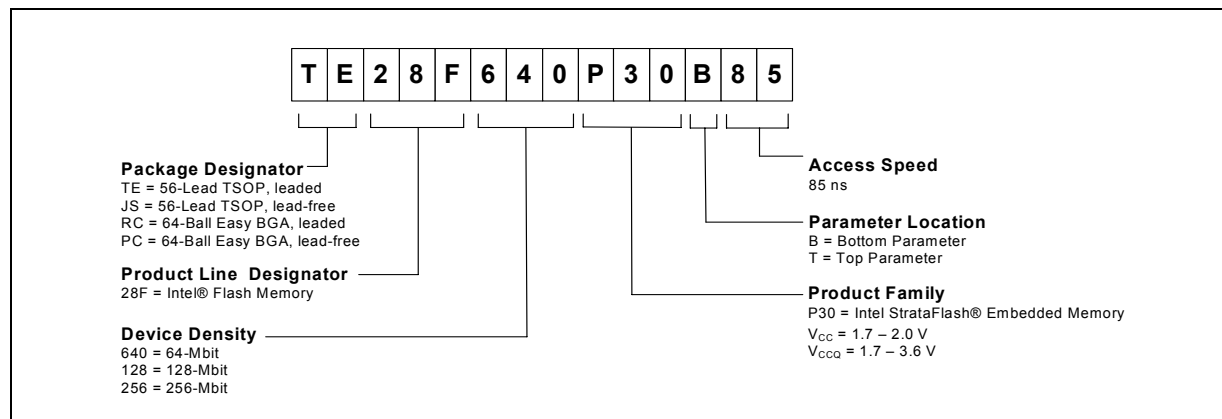 T E 2 8 F 6 4 0 P 3 0 B 8 5
Package Designator
TE = 56-Lead TSOP, leaded
JS = 56-Lead TSOP, lead-free
RC = 64-Ball Easy BGA, leaded
PC = 64-Ball Easy BGA, lead-free
Product Line Designator
28F = Intel® Flash Memory
Device Density
640 = 64-Mbit
128 = 128-Mbit
256 = 256-Mbit
Access Speed
85 ns
Parameter Location
B = Bottom Parameter
T = Top Parameter
Product Family
P30 = Intel StrataFlash® Embedded Memory
VCC = 1.7 – 2.0 V
VCCQ = 1.7 – 3.6 V